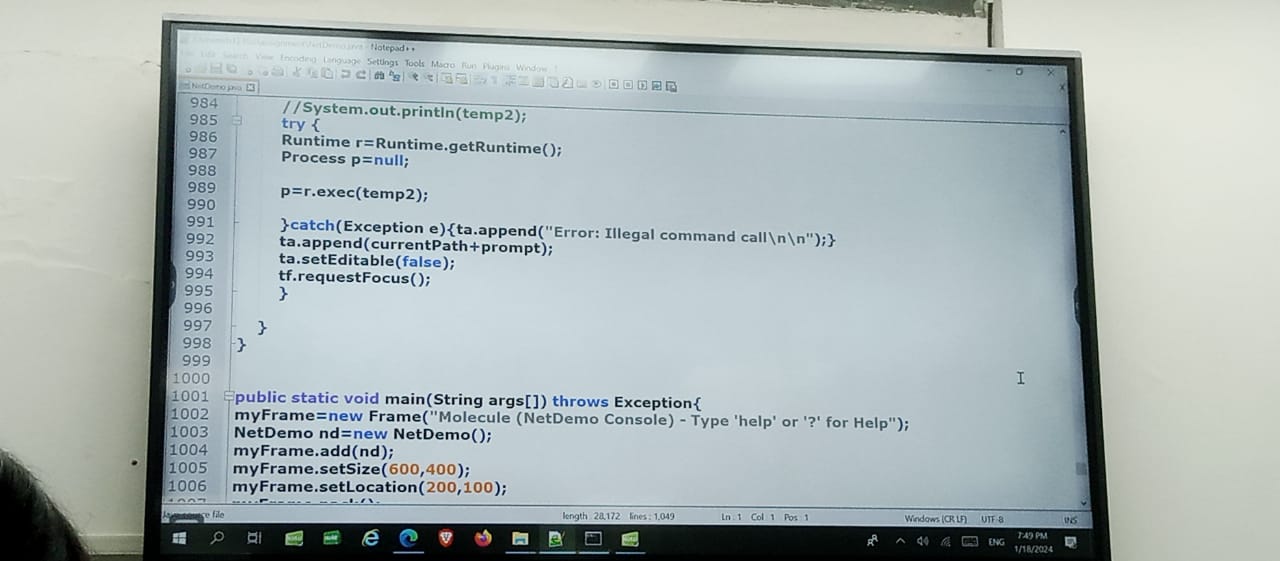 NetDemo.java - Notepad++
Search View Encoding Language Settings Tools Macro Run Plugins Window
NetDemo.java
984 //System.out.println(temp2);
985 try {
986 Runtime r=Runtime.getRuntime();
987 Process p=null;
988
989 p=r.exec(temp2);
990
991 }catch(Exception e){ta.append("Error: Illegal command call\n\n");}
992 ta.append(currentPath+prompt);
993 ta.setEditable(false);
994 tf.requestFocus();
995 }
996
997 }
998 }
999
1000
1001 public static void main(String args[]) throws Exception{
1002 myFrame=new Frame("Molecule (NetDemo Console) - Type 'help' or '?' for Help");
1003 NetDemo nd=new NetDemo();
1004 myFrame.add(nd);
1005 myFrame.setSize(600,400);
1006 myFrame.setLocation(200,100);
file length : 28,172 lines : 1,049 Ln : 1 Col : 1 Pos : 1 Windows (CR LF) UTF-8 INS
ENG 7:49 PM
1/18/2024